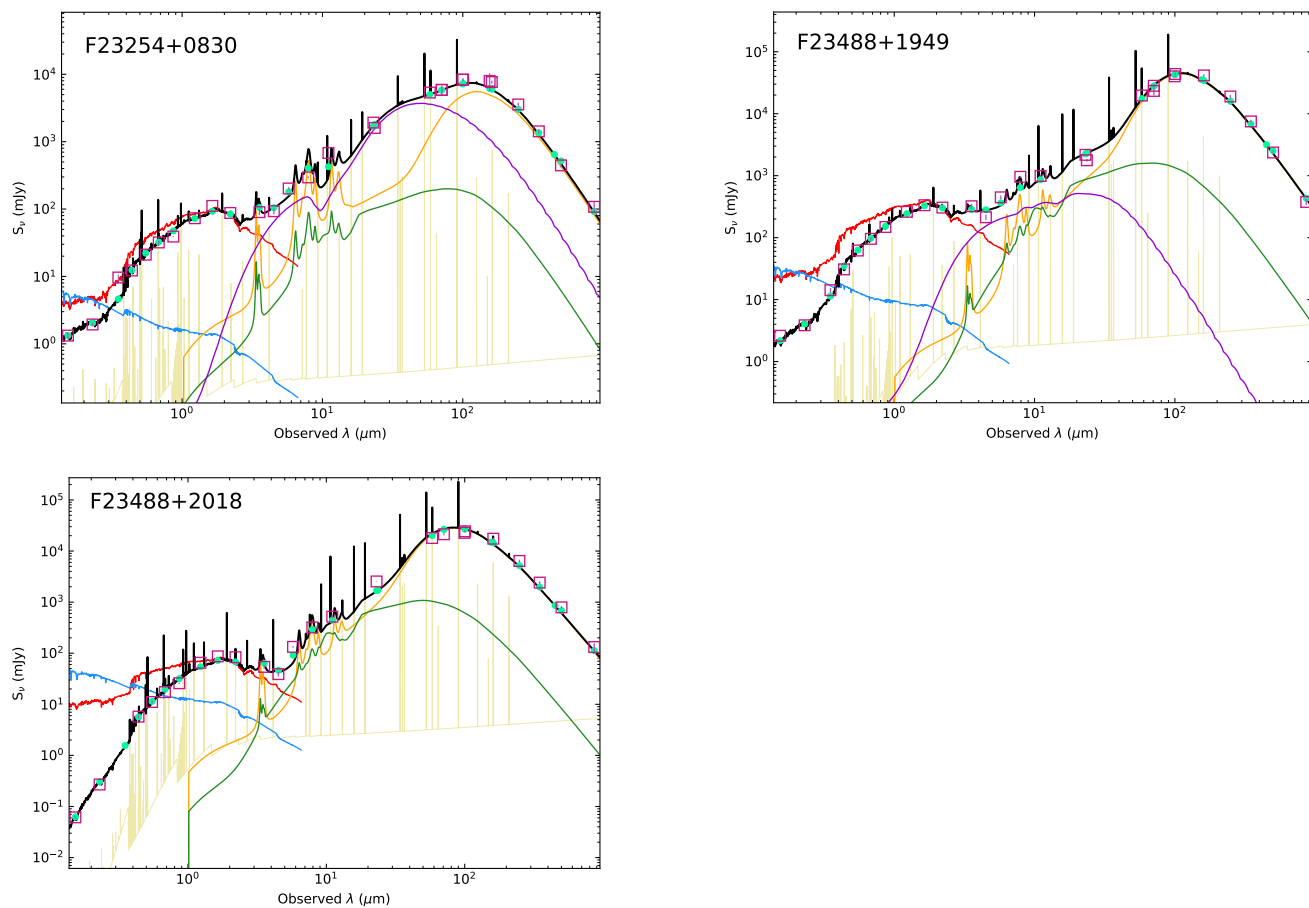 F23254+0830
10⁴
10³
10²
10¹
10⁰
S_ν (mJy)
10⁰ 10¹ 10²
Observed λ (μm)
F23488+1949
10⁵
10⁴
10³
10²
10¹
10⁰
S_ν (mJy)
10⁰ 10¹ 10²
Observed λ (μm)
F23488+2018
10⁵
10⁴
10³
10²
10¹
10⁰
10⁻¹
10⁻²
S_ν (mJy)
10⁰ 10¹ 10²
Observed λ (μm)